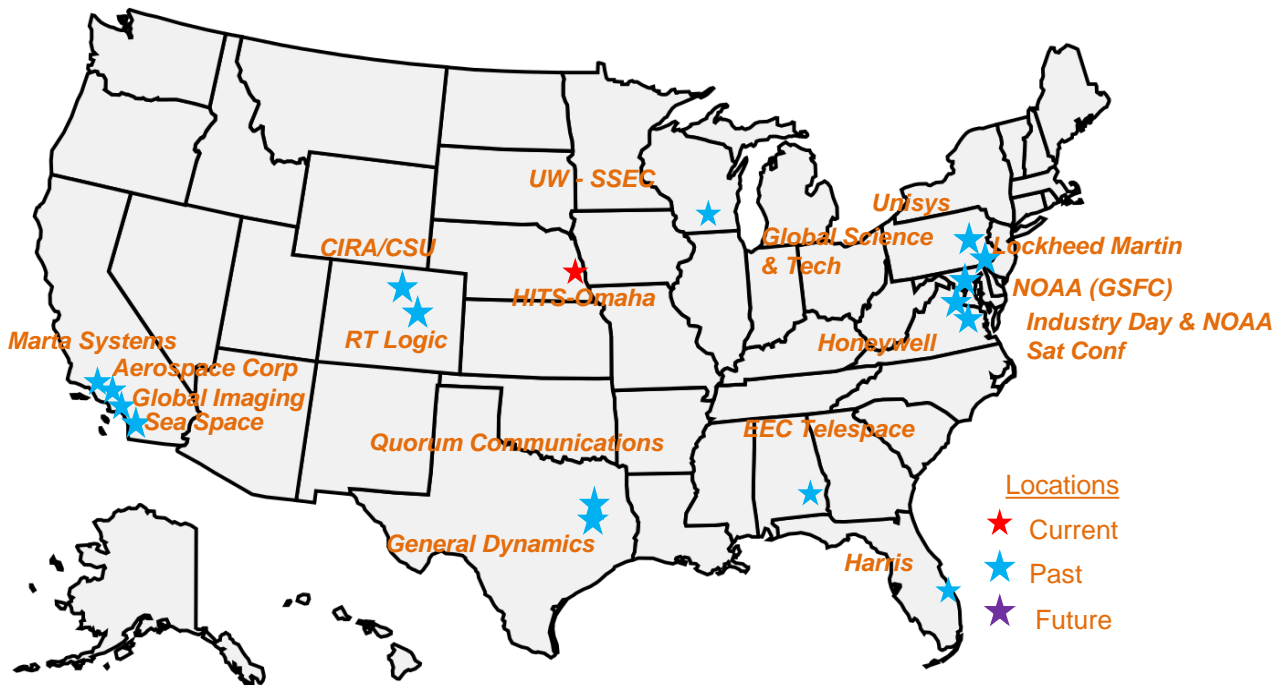 UW - SSEC
Unisys
Global Science
& Tech
Lockheed Martin
CIRA/CSU
HITS-Omaha
NOAA (GSFC)
Industry Day & NOAA
Sat Conf
Marta Systems
RT Logic
Honeywell
Aerospace Corp
Global Imaging
Sea Space
Quorum Communications
EEC Telespace
General Dynamics
Harris
Locations
Current
Past
Future